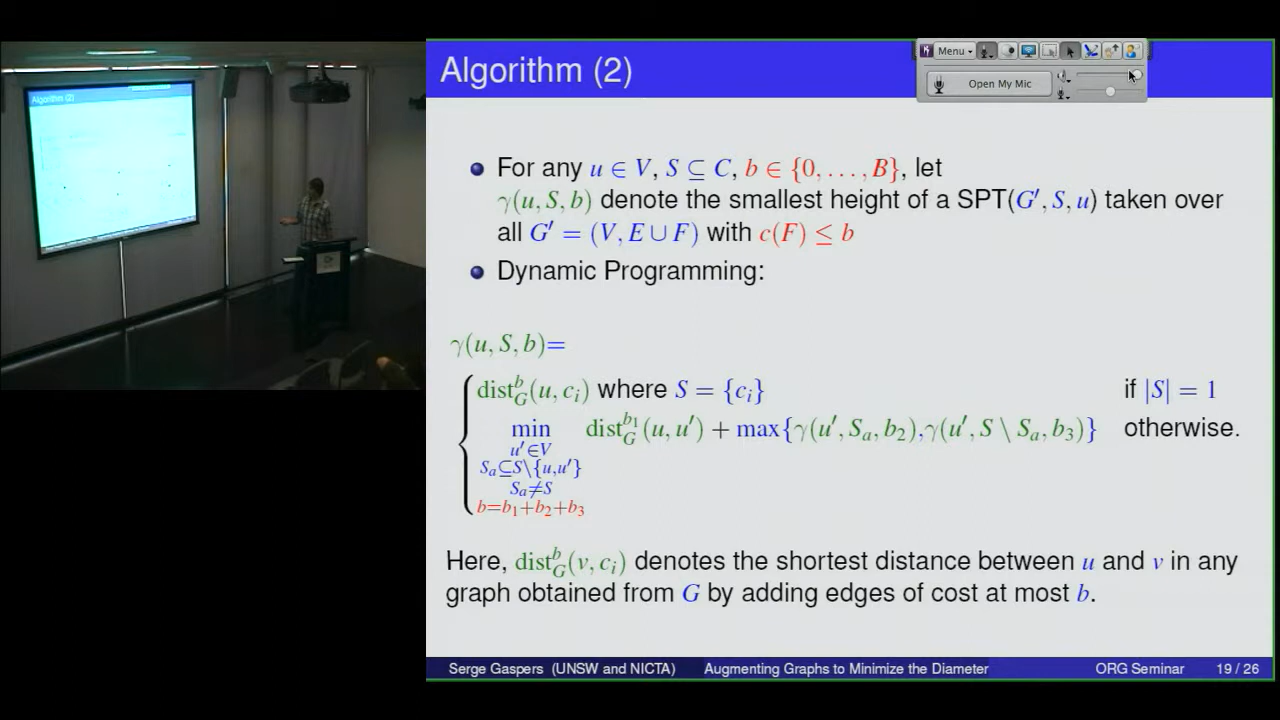 Algorithm (2)
Menu
Open My Mic
Algorithm (2)
For any u ∈ V, S ⊆ C, b ∈ {0, . . . , B}, let
γ(u, S, b) denote the smallest height of a SPT(G′, S, u) taken over
all G′ = (V, E ∪ F) with c(F) ≤ b
Dynamic Programming:
γ(u, S, b)=
dist^b_G(u, c_i) where S = {c_i} if |S| = 1
min dist^{b_1}_G(u, u′) + max{γ(u′, S_a, b_2),γ(u′, S \ S_a, b_3)} otherwise.
u′∈V
S_a⊆S\{u,u′}
S_a≠S
b=b_1+b_2+b_3
Here, dist^b_G(v, c_i) denotes the shortest distance between u and v in any
graph obtained from G by adding edges of cost at most b.
Serge Gaspers (UNSW and NICTA) Augmenting Graphs to Minimize the Diameter ORG Seminar 19 / 26